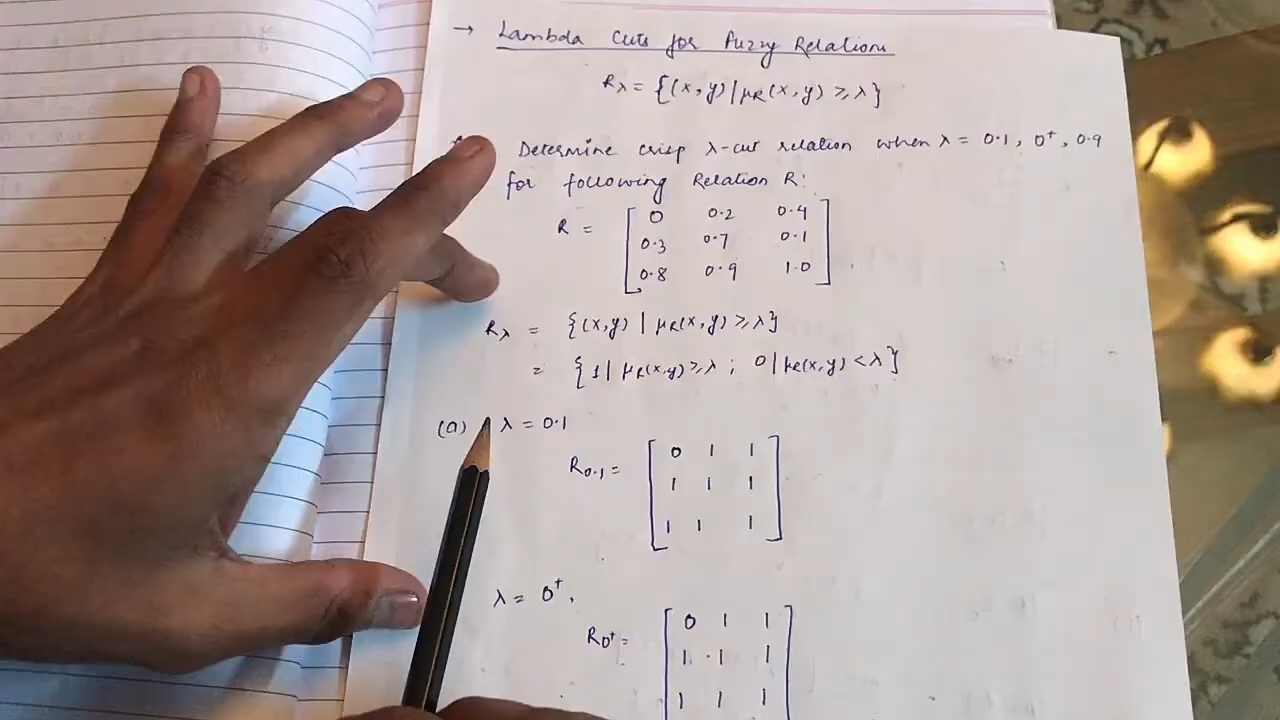 → Lambda Cuts for Fuzzy Relations
Rλ = {(x,y) | μR(x,y) ≥ λ}
Determine crisp λ-cut relation when λ = 0.1, 0⁺, 0.9
for following Relation R:
R = [ 0 0.2 0.4
0.3 0.7 0.1
0.8 0.9 1.0 ]
Rλ = {(x,y) | μR(x,y) ≥ λ}
= {1 | μR(x,y) ≥ λ ; 0 | μR(x,y) < λ}
(a) λ = 0.1
R0.1 = [ 0 1 1
1 1 1
1 1 1 ]
λ = 0⁺,
R0⁺ = [ 0 1 1
1 1 1
1 1 1